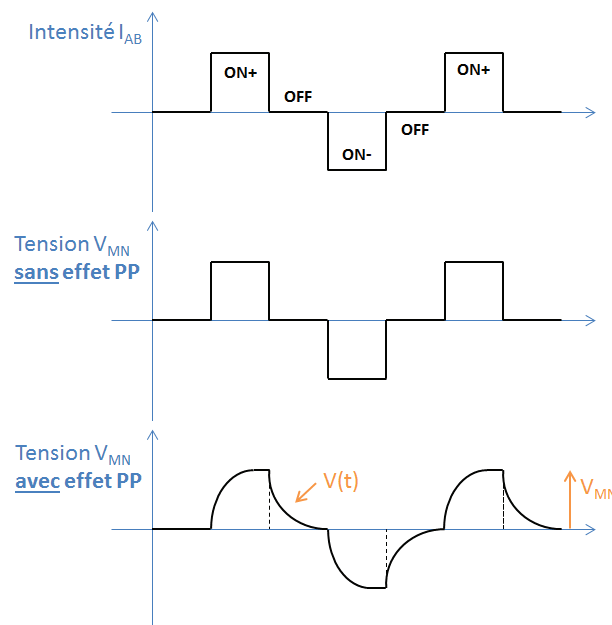 Intensité IAB
ON+
OFF
ON-
OFF
ON+
Tension VMN
sans effet PP
Tension VMN
avec effet PP
V(t)
VMN